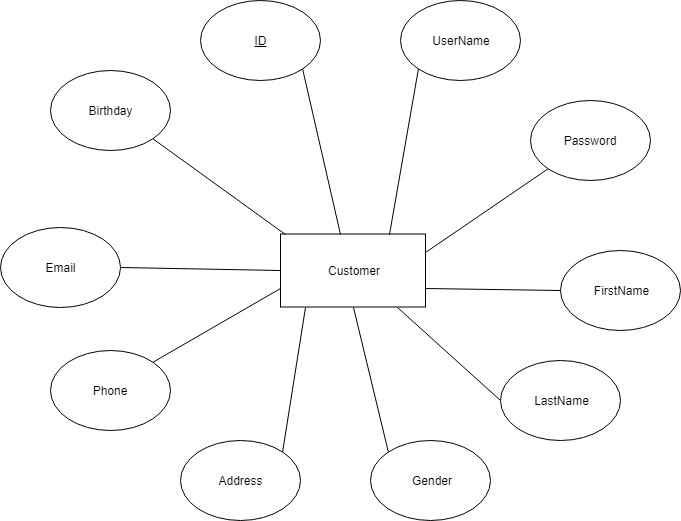 ID
UserName
Birthday
Password
Email
Customer
FirstName
Phone
LastName
Address
Gender